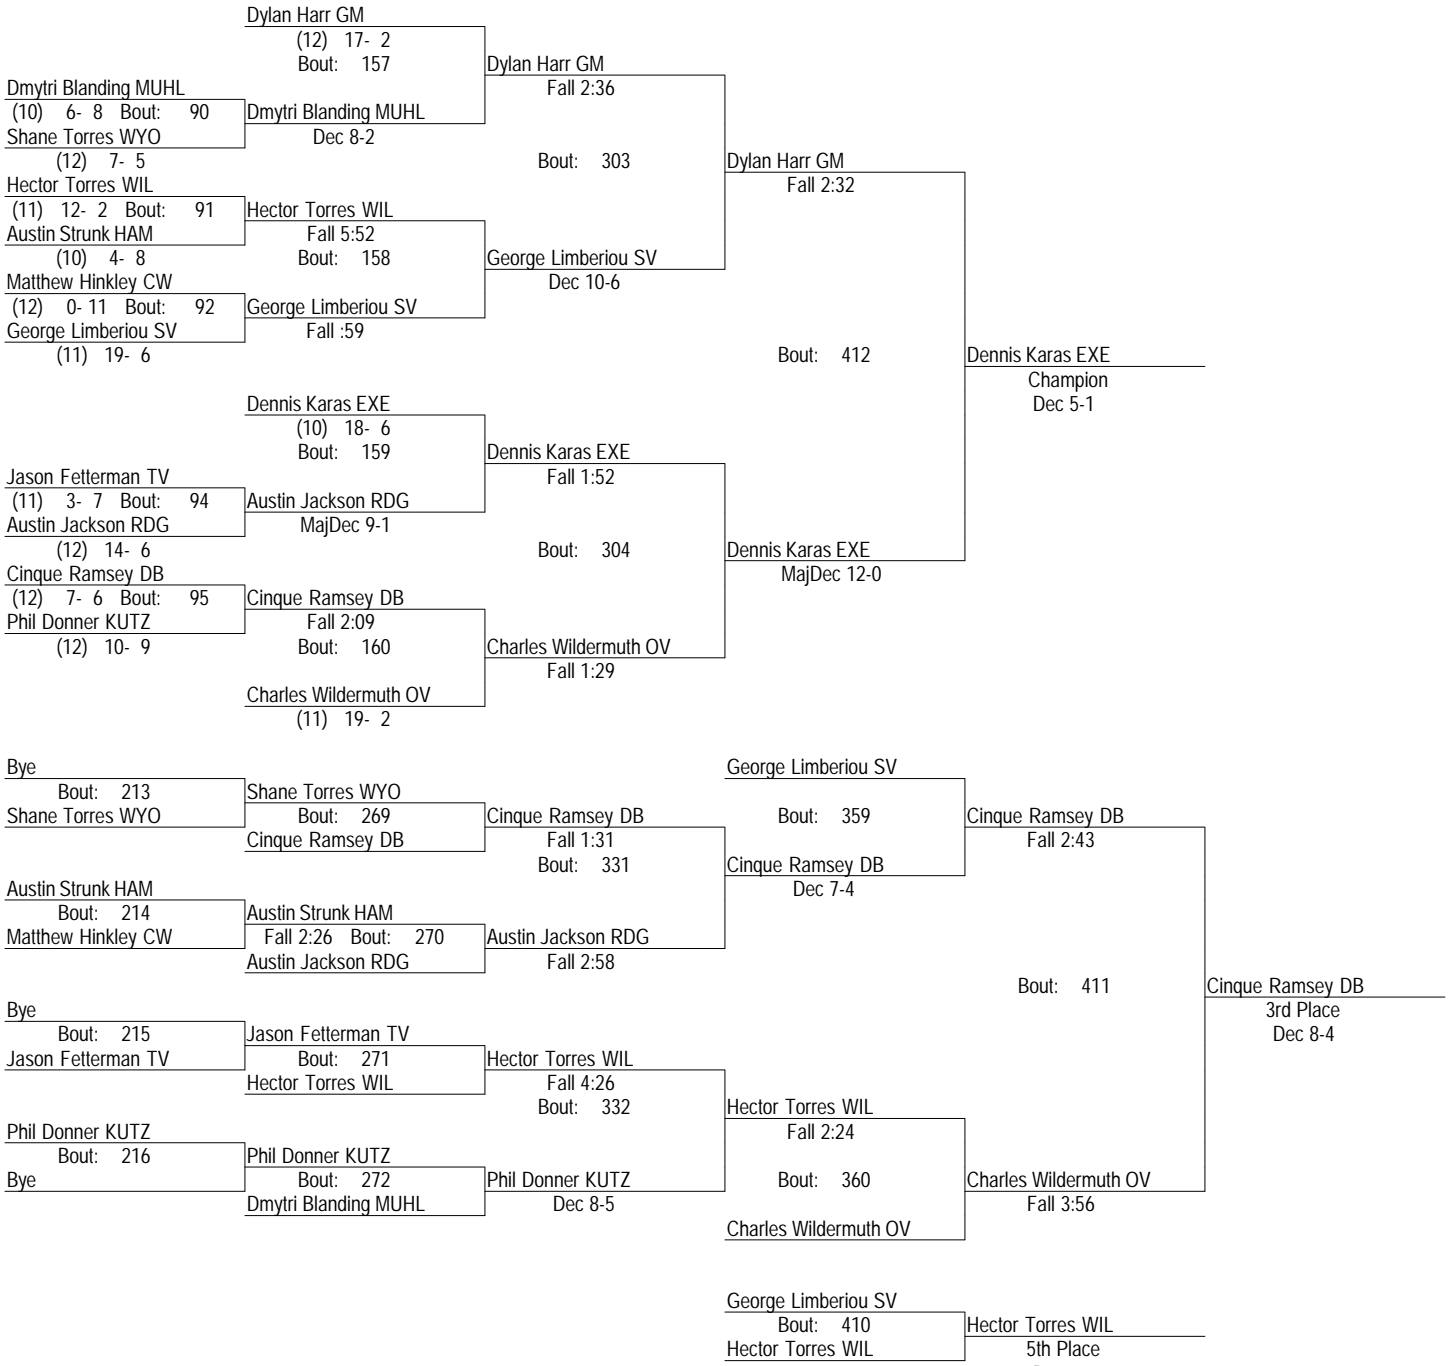 Dylan Harr GM
(12) 17- 2
Bout: 157
Dylan Harr GM
Fall 2:36
Dmytri Blanding MUHL
(10) 6- 8 Bout: 90
Dmytri Blanding MUHL
Dec 8-2
Shane Torres WYO
(12) 7- 5
Bout: 303
Dylan Harr GM
Fall 2:32
Hector Torres WIL
(11) 12- 2 Bout: 91
Hector Torres WIL
Fall 5:52
Bout: 158
Austin Strunk HAM
(10) 4- 8
George Limberiou SV
Dec 10-6
Matthew Hinkley CW
(12) 0- 11 Bout: 92
George Limberiou SV
Fall :59
George Limberiou SV
(11) 19- 6
Bout: 412
Dennis Karas EXE
Champion
Dec 5-1
Dennis Karas EXE
(10) 18- 6
Bout: 159
Dennis Karas EXE
Fall 1:52
Jason Fetterman TV
(11) 3- 7 Bout: 94
Austin Jackson RDG
MajDec 9-1
Austin Jackson RDG
(12) 14- 6
Bout: 304
Dennis Karas EXE
MajDec 12-0
Cinque Ramsey DB
(12) 7- 6 Bout: 95
Cinque Ramsey DB
Fall 2:09
Bout: 160
Phil Donner KUTZ
(12) 10- 9
Charles Wildermuth OV
Fall 1:29
Charles Wildermuth OV
(11) 19- 2
Bye
Bout: 213
Shane Torres WYO
Shane Torres WYO
Bout: 269
Cinque Ramsey DB
Cinque Ramsey DB
Fall 1:31
Bout: 331
George Limberiou SV
Bout: 359
Cinque Ramsey DB
Dec 7-4
Cinque Ramsey DB
Fall 2:43
Austin Strunk HAM
Bout: 214
Matthew Hinkley CW
Austin Strunk HAM
Fall 2:26 Bout: 270
Austin Jackson RDG
Austin Jackson RDG
Fall 2:58
Bout: 411
Cinque Ramsey DB
3rd Place
Dec 8-4
Bye
Bout: 215
Jason Fetterman TV
Jason Fetterman TV
Bout: 271
Hector Torres WIL
Hector Torres WIL
Fall 4:26
Bout: 332
Hector Torres WIL
Fall 2:24
Phil Donner KUTZ
Bout: 216
Bye
Phil Donner KUTZ
Bout: 272
Dmytri Blanding MUHL
Phil Donner KUTZ
Dec 8-5
Bout: 360
Charles Wildermuth OV
Charles Wildermuth OV
Fall 3:56
George Limberiou SV
Bout: 410
Hector Torres WIL
Hector Torres WIL
5th Place